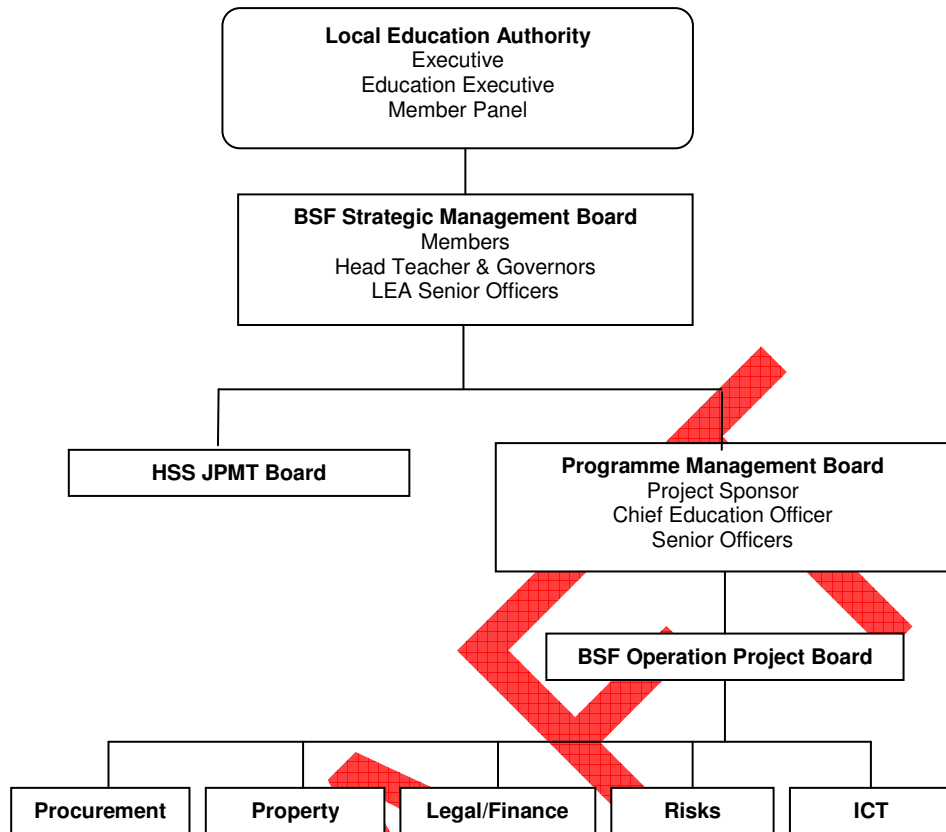 Local Education Authority
Executive
Education Executive
Member Panel
BSF Strategic Management Board
Members
Head Teacher & Governors
LEA Senior Officers
HSS JPMT Board
Programme Management Board
Project Sponsor
Chief Education Officer
Senior Officers
BSF Operation Project Board
Procurement
Property
Legal/Finance
Risks
ICT